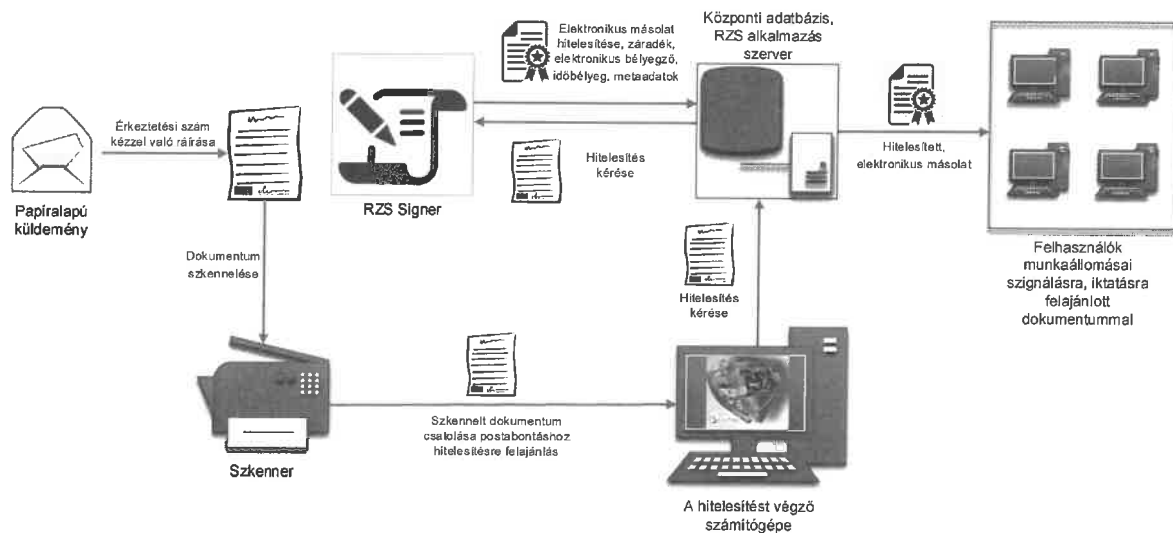 Elektronikus másolat
hitelesítése, záradék,
elektronikus bélyegző,
időbélyeg, metaadatok
Központi adatbázis,
RZS alkalmazás
szerver
Érkeztetési szám
kézzel való ráírása
Papíralapú
küldemény
RZS Signer
Hitelesítés
kérése
Hitelesített,
elektronikus másolat
Felhasználók
munkaállomásai
szignálásra, iktatásra
felajánlott
dokumentummal
Dokumentum
szkennelése
Hitelesítés
kérése
Szkennelt dokumentum
csatolása postabontáshoz
hitelesítésre felajánlás
Szkenner
A hitelesítést végző
számítógépe